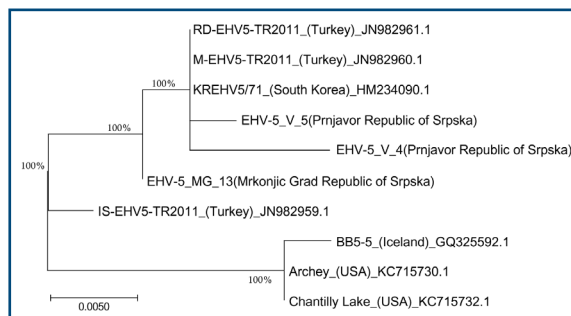 RD-EHV5-TR2011_(Turkey)_JN982961.1
M-EHV5-TR2011_(Turkey)_JN982960.1
100%
KREHV5/71_(South Korea)_HM234090.1
EHV-5_V_5(Prnjavor Republic of Srpska)
100%
EHV-5_V_4(Prnjavor Republic of Srpska)
100%
EHV-5_MG_13(Mrkonjic Grad Republic of Srpska)
IS-EHV5-TR2011_(Turkey)_JN982959.1
BB5-5_(Iceland)_GQ325592.1
100%
Archey_(USA)_KC715730.1
Chantilly Lake_(USA)_KC715732.1
0.0050